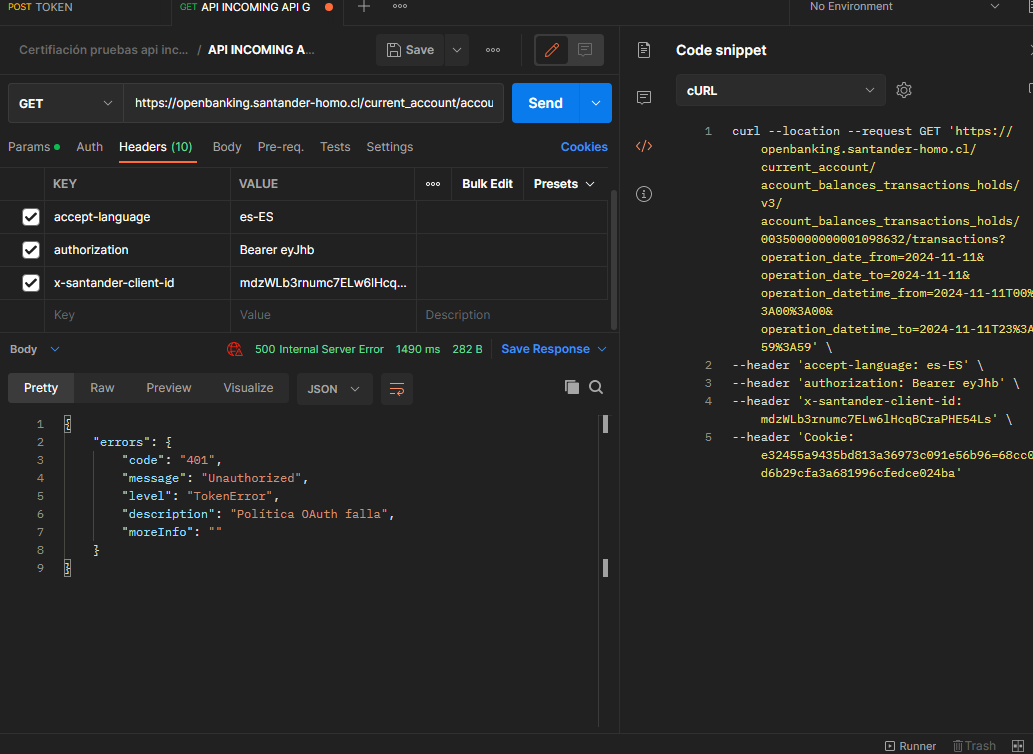 POST TOKEN
GET API INCOMING API G
No Environment
Certifiación pruebas api inc... / API INCOMING A...
Save
GET
https://openbanking.santander-homo.cl/current_account/accou
Send
Params
Auth
Headers (10)
Body
Pre-req.
Tests
Settings
Cookies
KEY
VALUE
Bulk Edit
Presets
accept-language
es-ES
authorization
Bearer eyJhb
x-santander-client-id
mdzWLb3rnumc7ELw6lHcq...
Key
Value
Description
Body
500 Internal Server Error
1490 ms
282 B
Save Response
Pretty
Raw
Preview
Visualize
JSON
1 {
2 "errors": {
3 "code": "401",
4 "message": "Unauthorized",
5 "level": "TokenError",
6 "description": "Política OAuth falla",
7 "moreInfo": ""
8 }
9 }
Code snippet
cURL
1 curl --location --request GET 'https://
openbanking.santander-homo.cl/
current_account/
account_balances_transactions_holds/
v3/
account_balances_transactions_holds/
00350000000001098632/transactions?
operation_date_from=2024-11-11&
operation_date_to=2024-11-11&
operation_datetime_from=2024-11-11T00%
3A00%3A00&
operation_datetime_to=2024-11-11T23%3A
59%3A59' \
2 --header 'accept-language: es-ES' \
3 --header 'authorization: Bearer eyJhb' \
4 --header 'x-santander-client-id:
mdzWLb3rnumc7ELw6lHcqBCraPHE54Ls' \
5 --header 'Cookie:
e32455a9435bd813a36973c091e56b96=68cc0
d6b29cfa3a681996cfedce024ba'
Runner
Trash